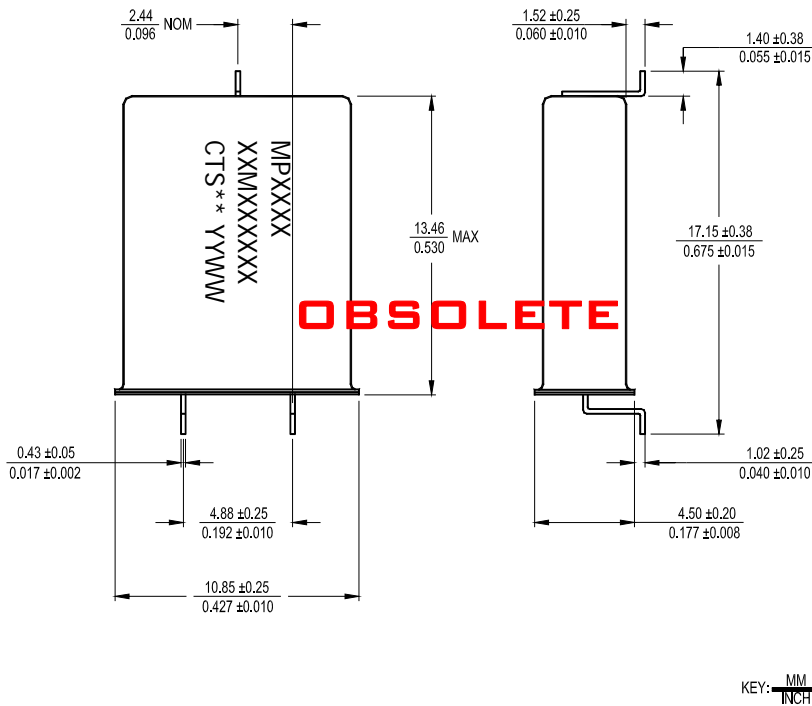 2.44
0.096
NOM
1.52 ±0.25
0.060 ±0.010
1.40 ±0.38
0.055 ±0.015
MPXXXX
XXMXXXXXX
CTS** YYWW
13.46
0.530
MAX
17.15 ±0.38
0.675 ±0.015
OBSOLETE
0.43 ±0.05
0.017 ±0.002
4.88 ±0.25
0.192 ±0.010
1.02 ±0.25
0.040 ±0.010
4.50 ±0.20
0.177 ±0.008
10.85 ±0.25
0.427 ±0.010
KEY: MM
INCH